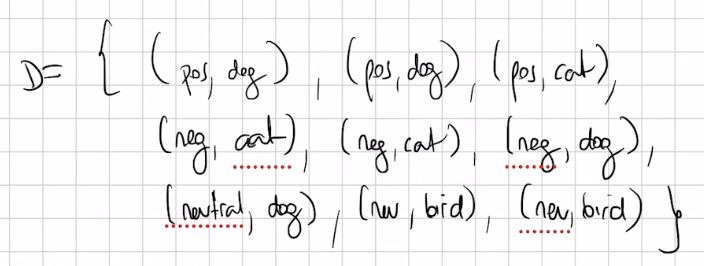 D= { (pos, dog), (pos, dog), (pos, cat),
(neg, cat), (neg, cat), (neg, dog),
(neutral, dog), (neu, bird), (neu, bird) }